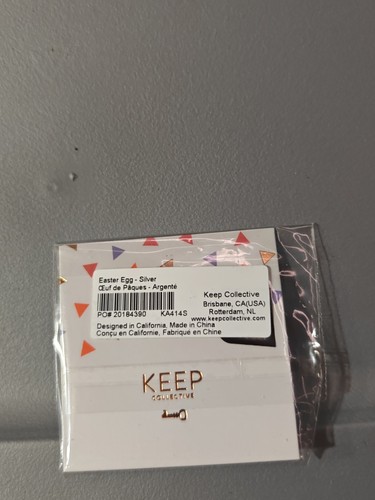 Easter Egg - Silver
Œuf de Pâques - Argenté
PO# 20184390 KA414S
Keep Collective
Brisbane, CA(USA)
Rotterdam, NL
www.keepcollective.com
Designed in California, Made in China
Conçu en Californie, Fabriqué en Chine
KEEP
COLLECTIVE